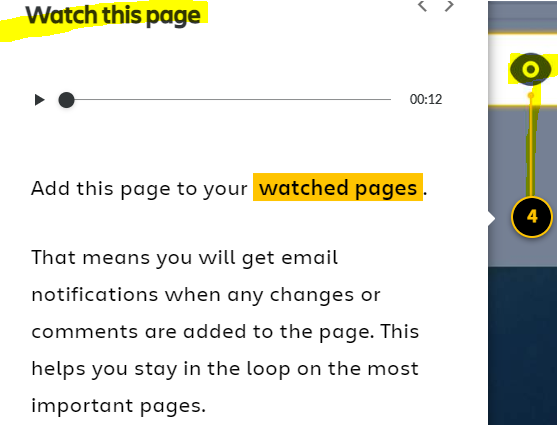 Watch this page
00:12
Add this page to your watched pages.
That means you will get email
notifications when any changes or
comments are added to the page. This
helps you stay in the loop on the most
important pages.
4